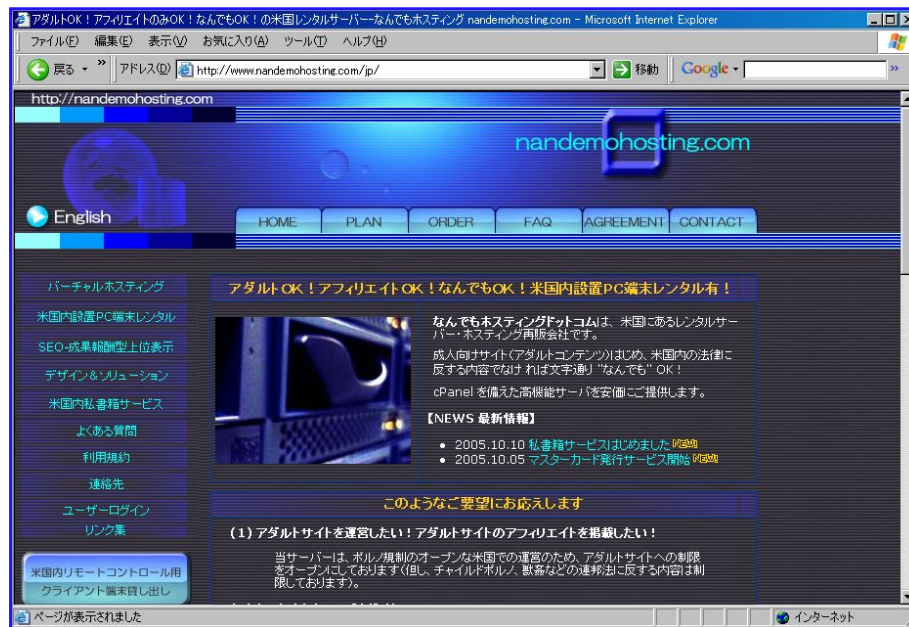 アダルトOK！アフィリエイトのみOK！なんでもOK！の米国レンタルサーバーーなんでもホスティング nandemohosting.com - Microsoft Internet Explorer
ファイル(F) 編集(E) 表示(V) お気に入り(A) ツール(T) ヘルプ(H)
戻る アドレス(D) http://www.nandemohosting.com/jp/ 移動 Google
http://nandemohosting.com
nandemohosting.com
English
HOME PLAN ORDER FAQ AGREEMENT CONTACT
バーチャルホスティング
米国内設置PC端末レンタル
SEO-成果報酬型上位表示
デザイン&ソリューション
米国内私書箱サービス
よくある質問
利用規約
連絡先
ユーザーログイン
リンク集
米国内リモートコントロール用
クライアント端末貸し出し
アダルトOK！アフィリエイトOK！なんでもOK！米国内設置PC端末レンタル有！
なんでもホスティングドットコムは、米国にあるレンタルサー
バー・ホスティング再販会社です。
成人向けサイト(アダルトコンテンツ)はじめ、米国内の法律に
反する内容でなければ文字通り "なんでも" OK！
cPanel を備えた高機能サーバを安価にご提供します。
【NEWS 最新情報】
• 2005.10.10 私書箱サービスはじめました NEW!
• 2005.10.05 マスターカード発行サービス開始 NEW!
このようなご要望にお応えします
(1) アダルトサイトを運営したい！アダルトサイトのアフィリエイトを掲載したい！
当サーバーは、ポルノ規制のオープンな米国での運営のため、アダルトサイトへの制限
をオープンにしております(但し、チャイルドポルノ、獣姦などの連邦法に反する内容は制
限しております)。
ページが表示されました インターネット